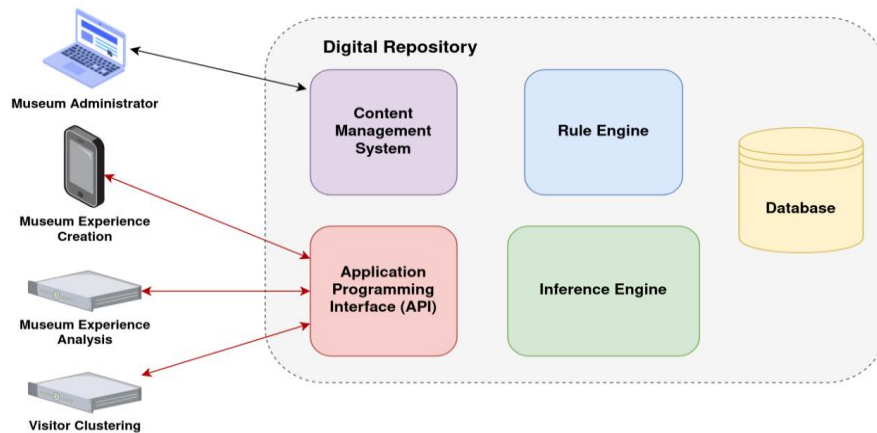 Digital Repository
Museum Administrator
Content
Management
System
Rule Engine
Database
Museum Experience
Creation
Application
Programming
Interface (API)
Inference Engine
Museum Experience
Analysis
Visitor Clustering